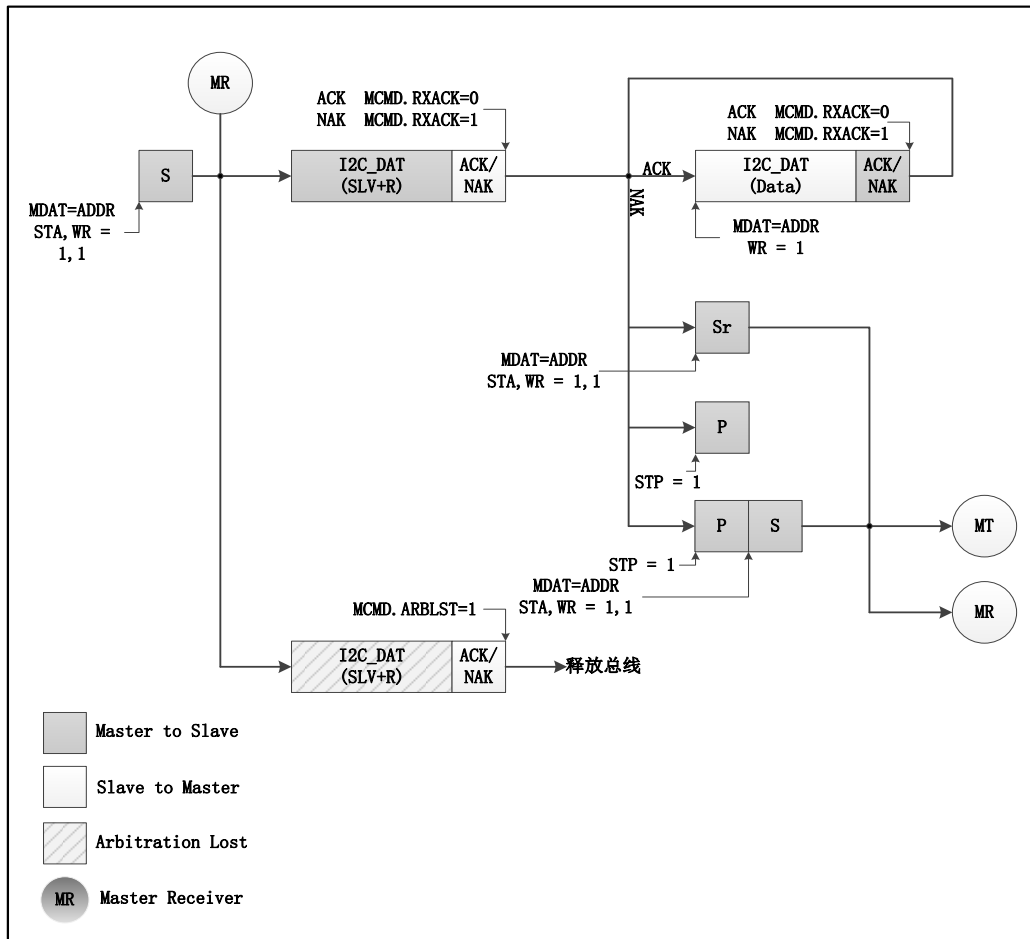 MR
ACK MCMD.RXACK=0
NAK MCMD.RXACK=1
ACK MCMD.RXACK=0
NAK MCMD.RXACK=1
S
I2C_DAT
(SLV+R)
ACK/
NAK
ACK
NAK
I2C_DAT
(Data)
ACK/
NAK
MDAT=ADDR
STA,WR =
1,1
MDAT=ADDR
WR = 1
Sr
MDAT=ADDR
STA,WR = 1,1
P
STP = 1
P
S
MT
STP = 1
MDAT=ADDR
STA,WR = 1,1
MR
MCMD.ARBLST=1
I2C_DAT
(SLV+R)
ACK/
NAK
释放总线
Master to Slave
Slave to Master
Arbitration Lost
MR
Master Receiver